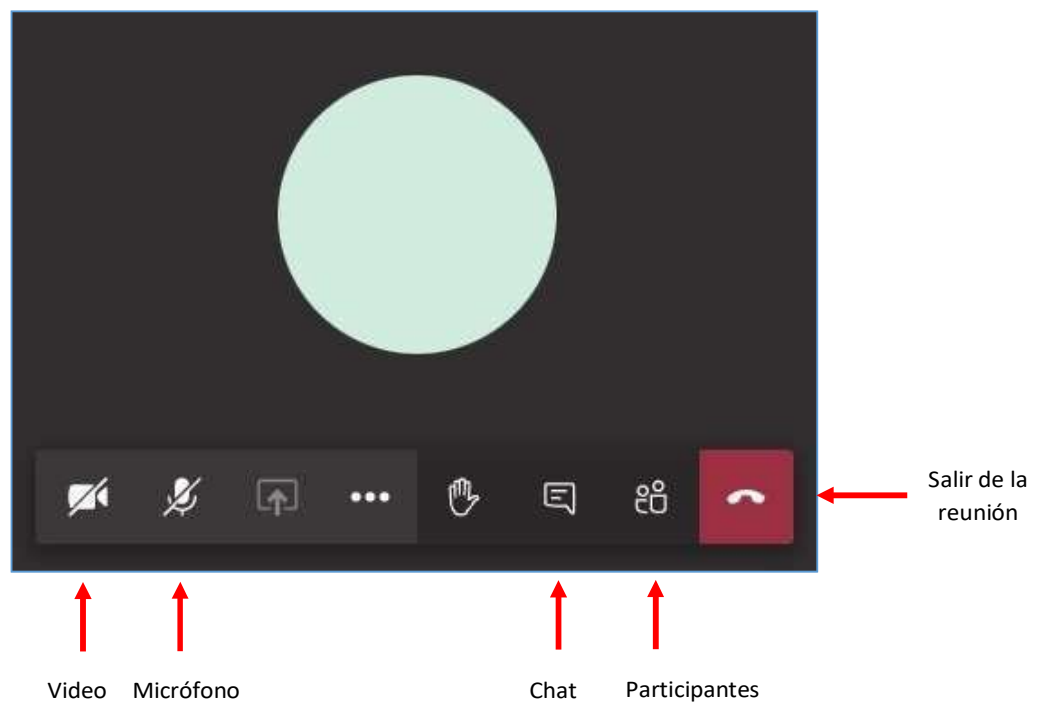 Salir de la
reunión
Video
Micrófono
Chat
Participantes